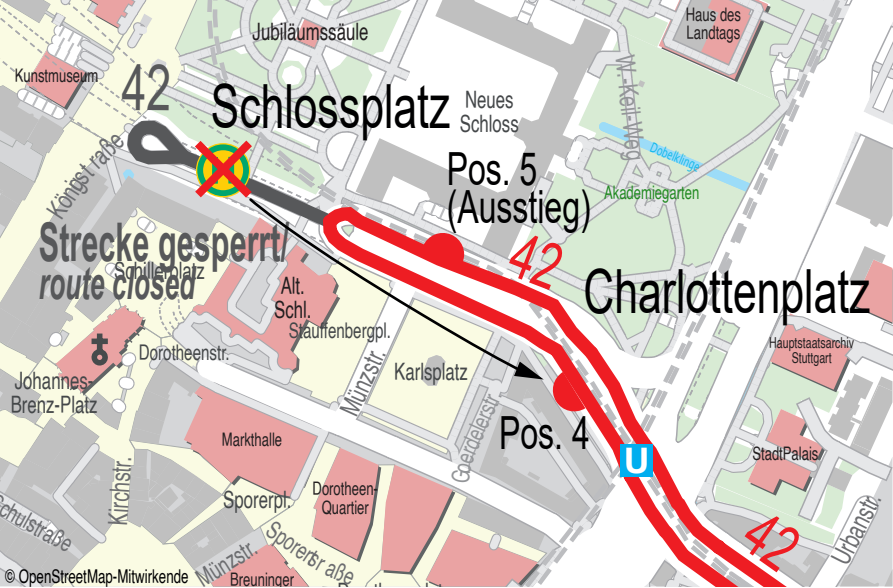 Haus des
Landtags
Jubiläumssäule
Kunstmuseum
42
Schlossplatz
Neues
Schloss
W.-Keil-Weg
Dobelklinge
Akademiegarten
Königstraße
Pos. 5
(Ausstieg)
42
Strecke gesperrt/
route closed
Schillerplatz
Alt.
Schl.
Stauffenbergpl.
Charlottenplatz
Hauptstaatsarchiv
Stuttgart
Dorotheenstr.
Johannes-
Brenz-Platz
Münzstr.
Karlsplatz
Goerdelerstr.
Pos. 4
Markthalle
StadtPalais
U
Kirchstr.
Sporerpl.
Dorotheen-
Quartier
Schulstraße
Münzstr.
Sporerstraße
Breuninger
42
Urbanstr.
© OpenStreetMap-Mitwirkende